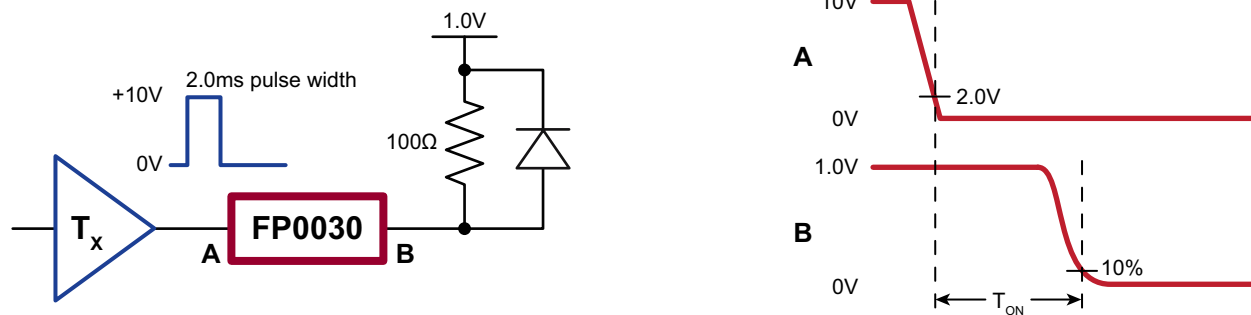 1.0V
2.0ms pulse width
+10V
0V
100Ω
Tx
FP0030
A
B
10V
A
2.0V
0V
1.0V
B
10%
0V
TON